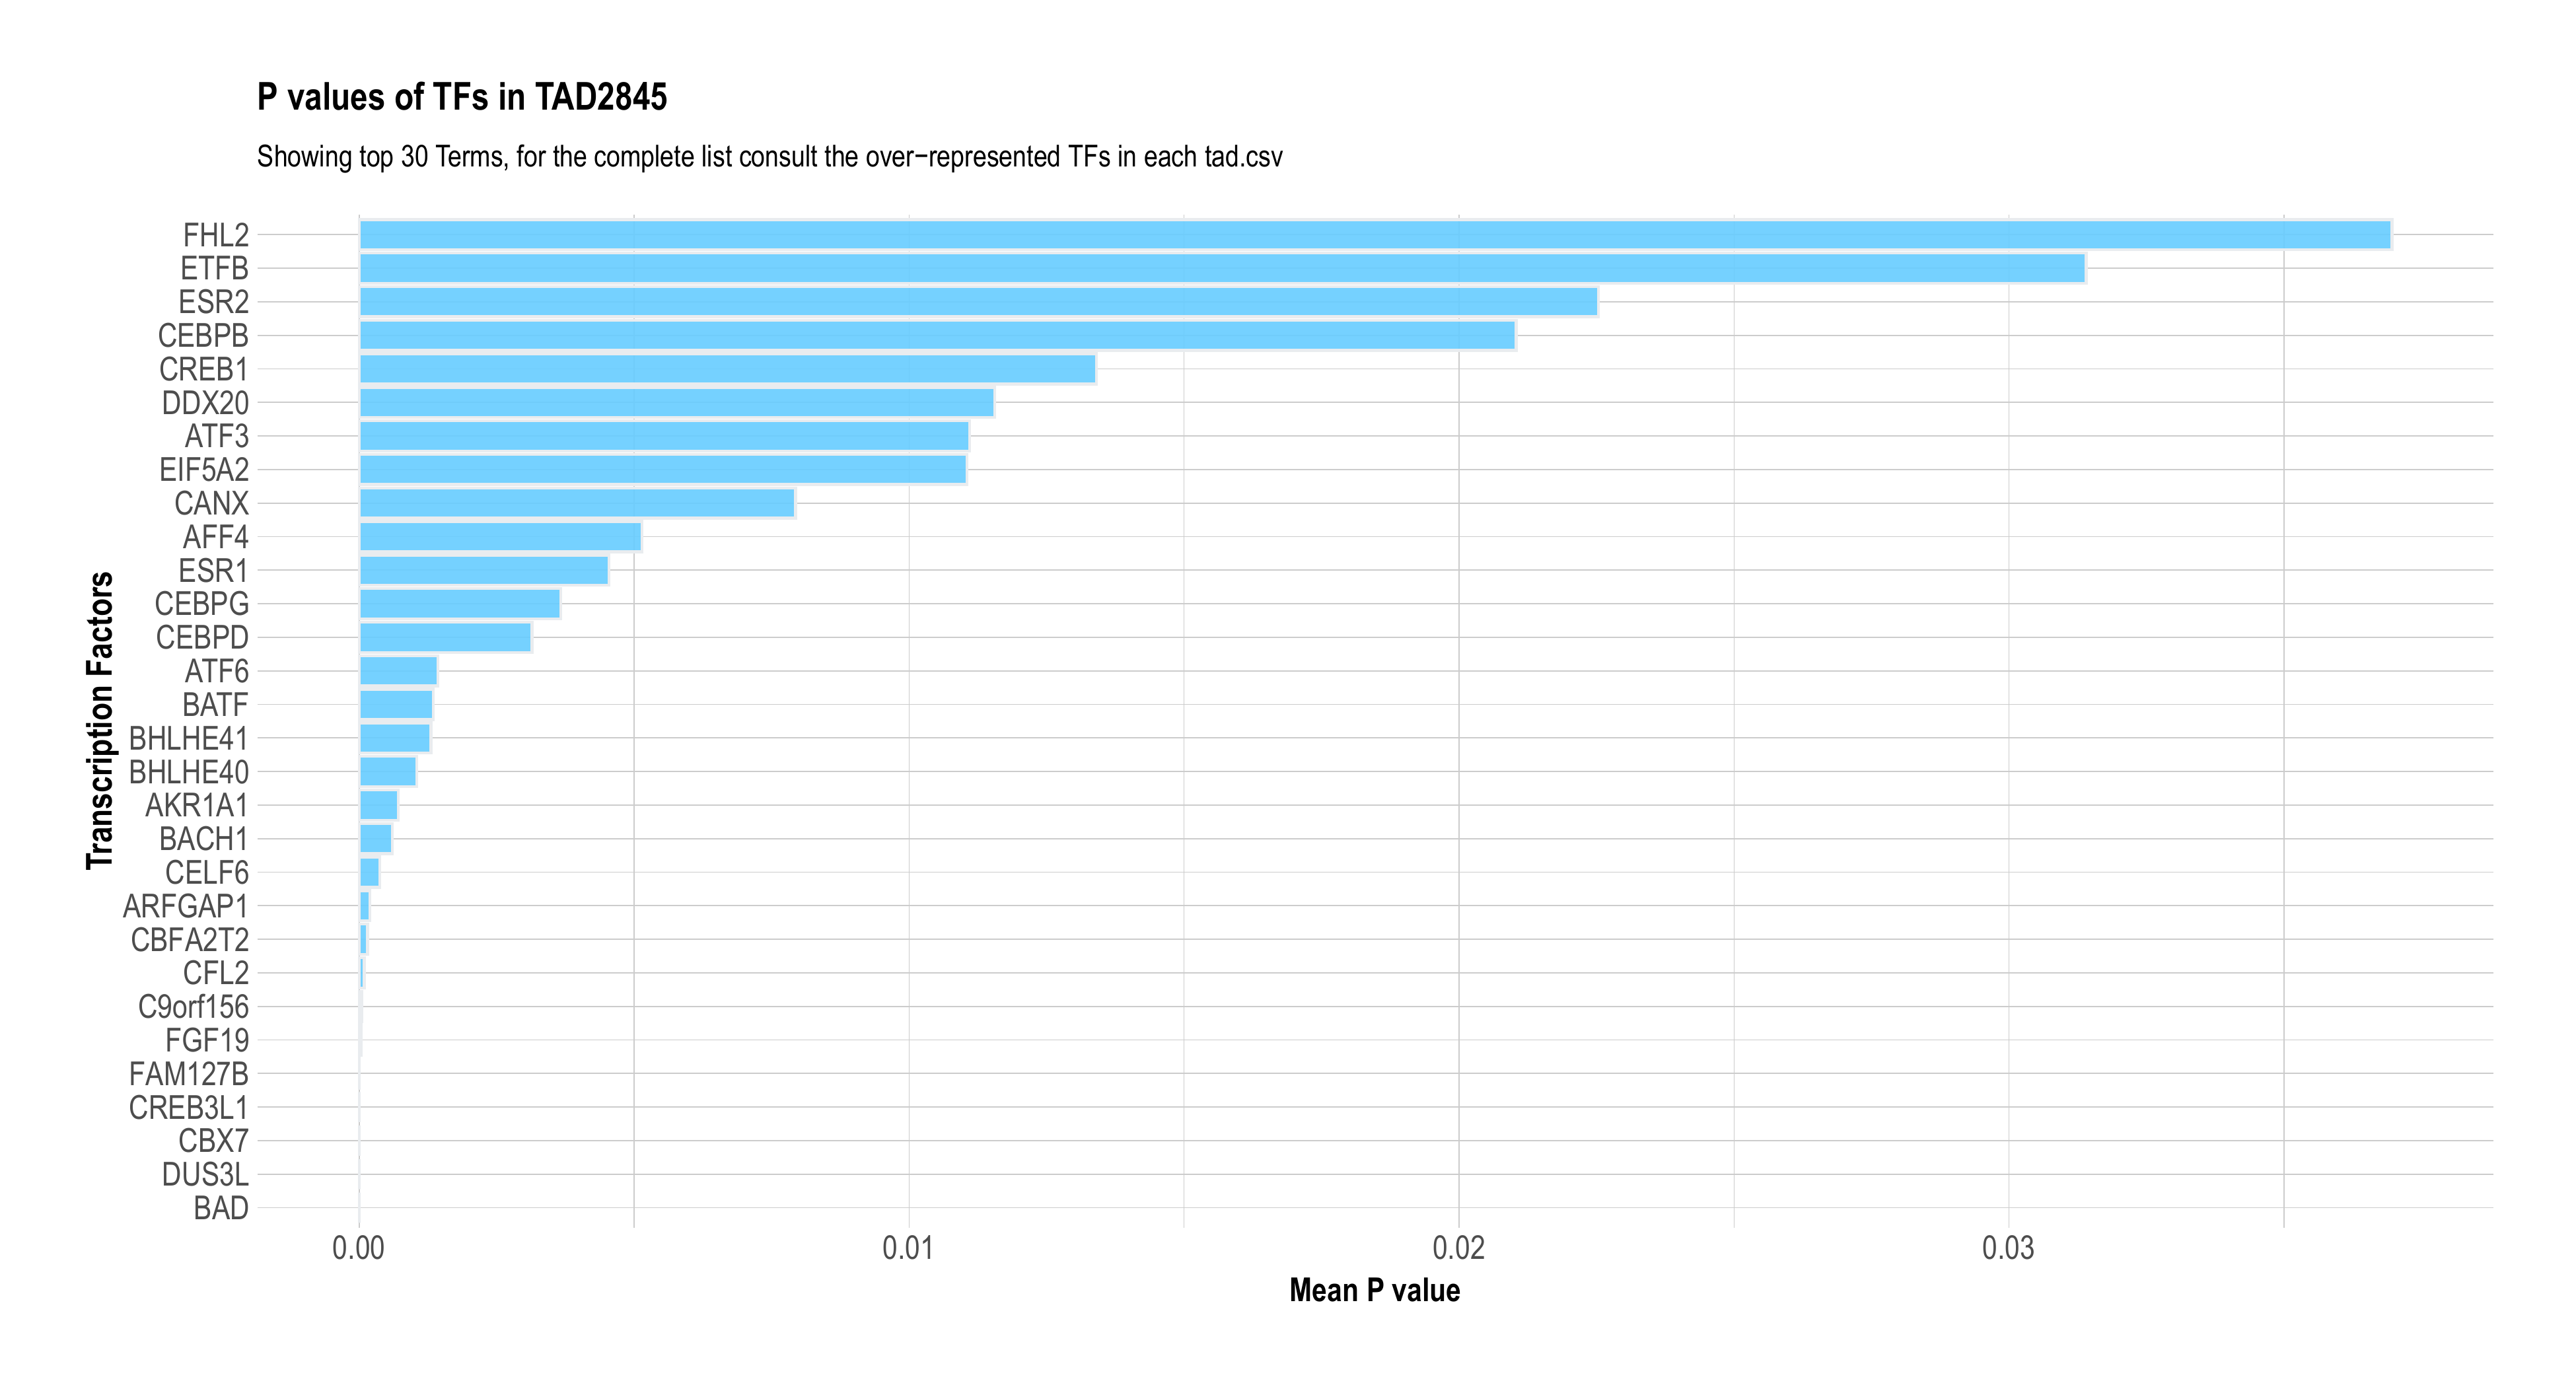 P values of TFs in TAD2845
Showing top 30 Terms, for the complete list consult the over−represented TFs in each tad.csv
Transcription Factors
FHL2
ETFB
ESR2
CEBPB
CREB1
DDX20
ATF3
EIF5A2
CANX
AFF4
ESR1
CEBPG
CEBPD
ATF6
BATF
BHLHE41
BHLHE40
AKR1A1
BACH1
CELF6
ARFGAP1
CBFA2T2
CFL2
C9orf156
FGF19
FAM127B
CREB3L1
CBX7
DUS3L
BAD
0.00 0.01 0.02 0.03
Mean P value